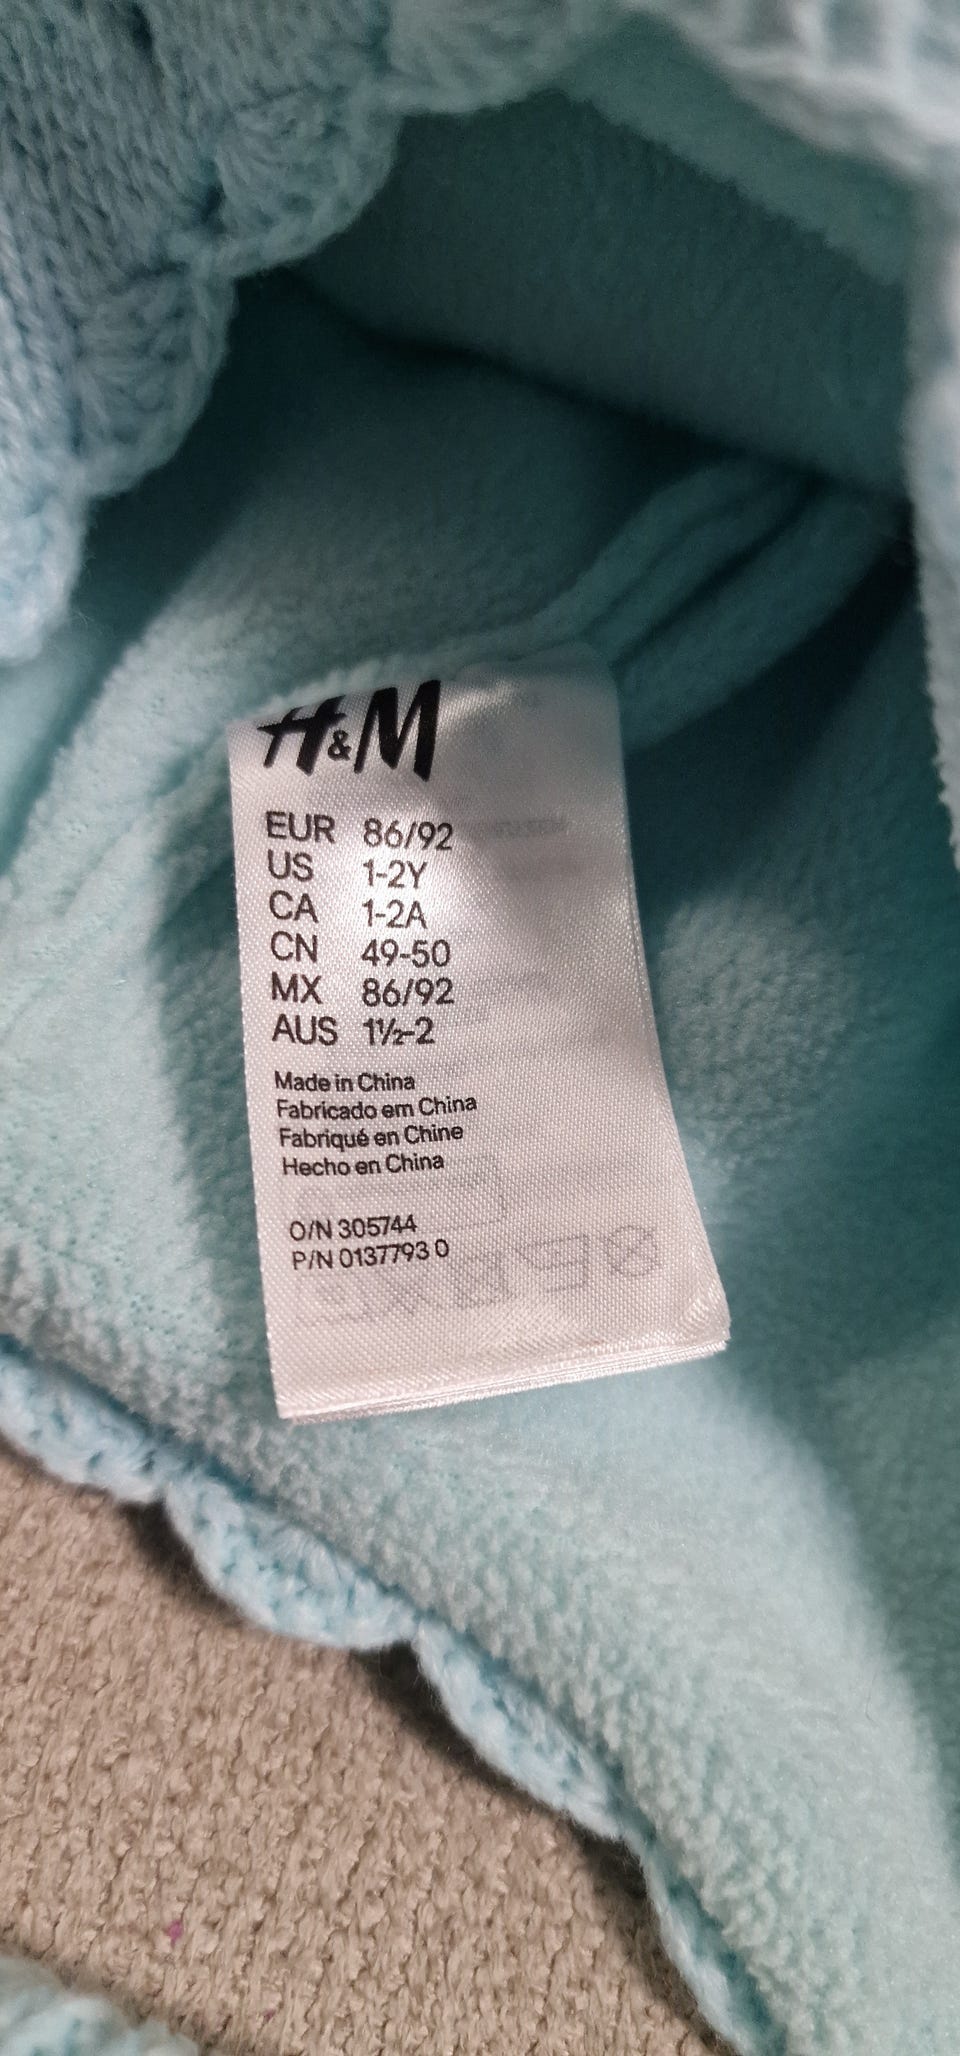 H&M
EUR 86/92
US 1-2Y
CA 1-2A
CN 49-50
MX 86/92
AUS 1½-2
Made in China
Fabricado em China
Fabriqué en Chine
Hecho en China
O/N 305744
P/N 0137793 0